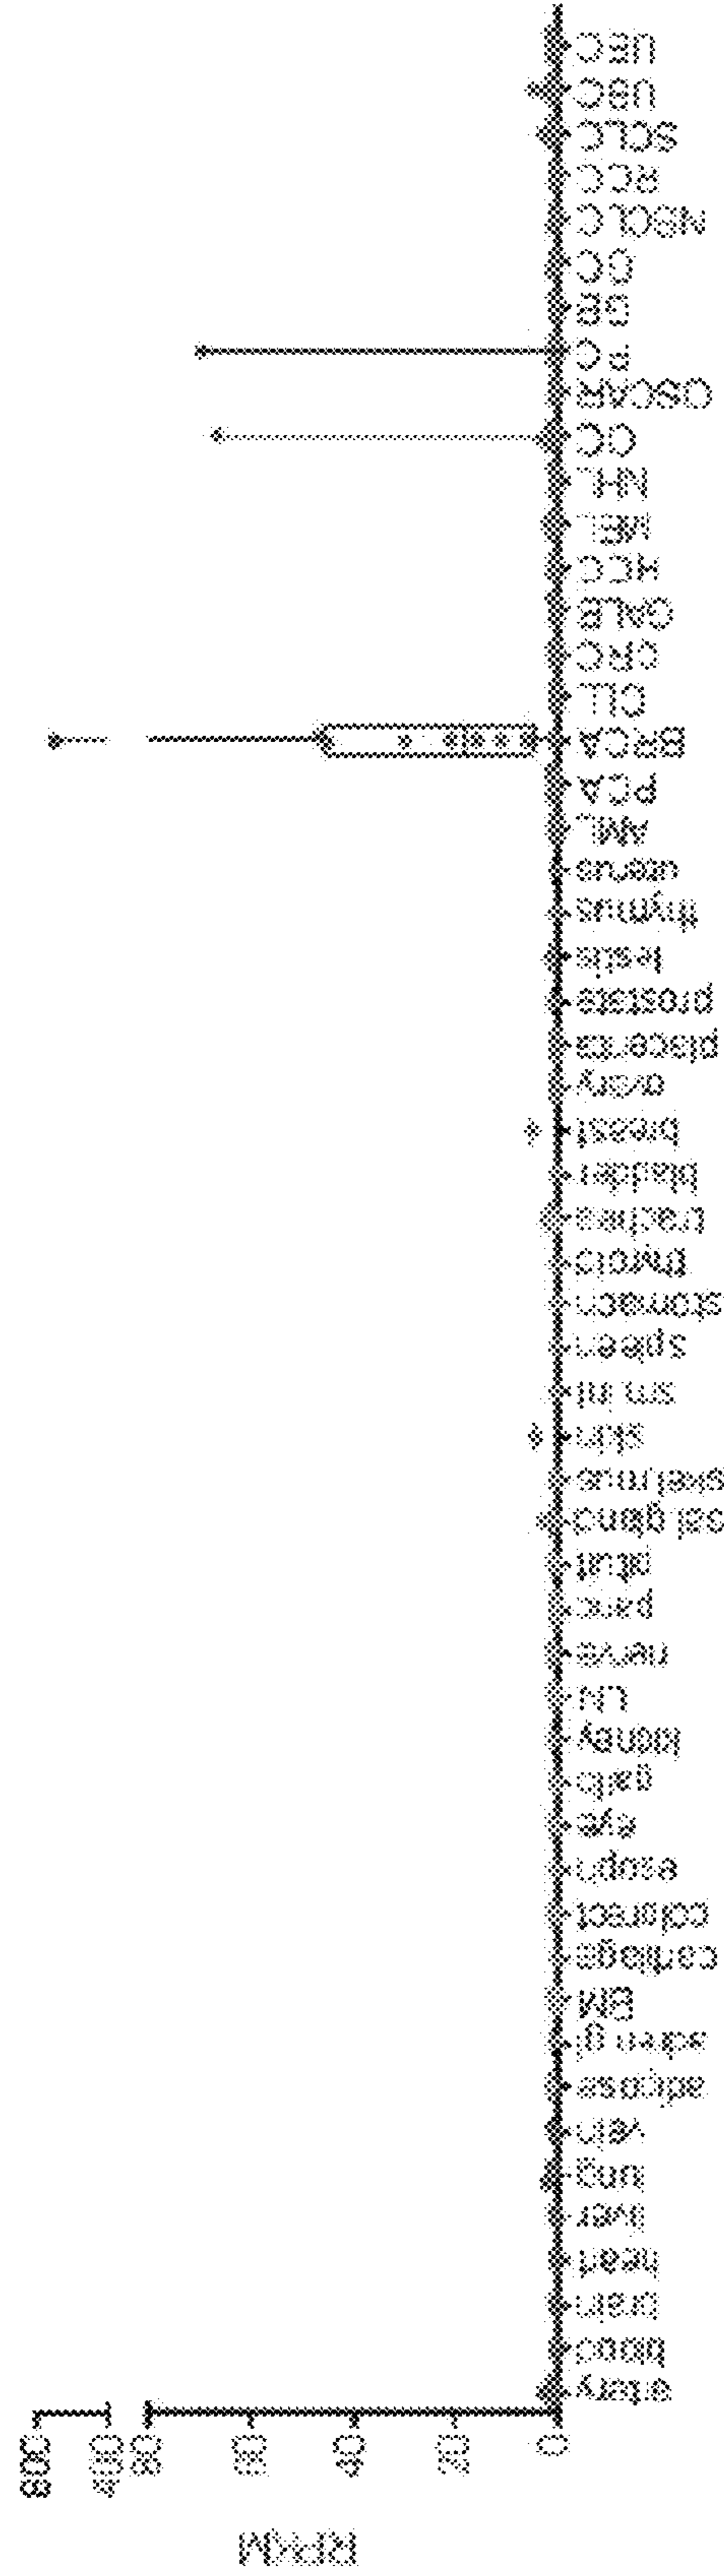 RPKM
600
400
80
60
40
20
0
artery
blood
brain
heart
liver
lung
vein
adipose
adren gl
BM
cartilage
colorect
esoph
eye
gallb
kidney
LN
nerve
panc
pituit
sal gland
skel mus
skin
sm int
spleen
stomach
thyroid
trachea
bladder
breast
ovary
placenta
prostate
testis
thymus
uterus
AML
PCA
BRCA
CLL
CRC
GALB
HCC
MEL
NHL
OC
OSCAR
PC
GB
GC
NSCLC
RCC
SCLC
UBC
UEC